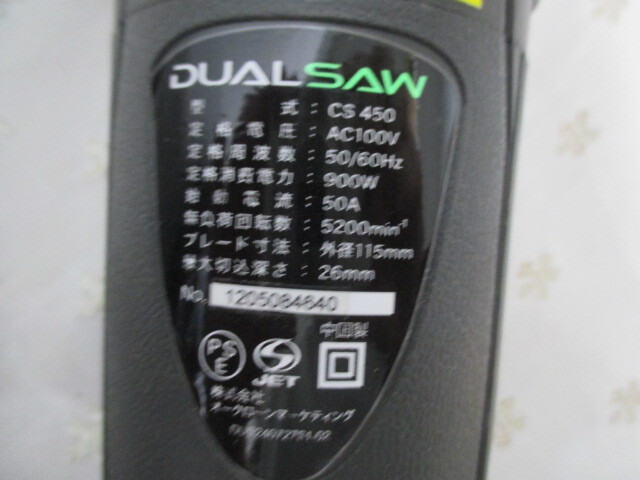 DUALSAW
型式：CS 450
定格電圧：AC100V
定格周波数：50/60Hz
定格消費電力：900W
始動電流：50A
無負荷回転数：5200min⁻¹
ブレード寸法：外径115mm
最大切込深さ：26mm
No. 1205084640
中国製
PS
E
JET
株式会社
オークローンマーケティング